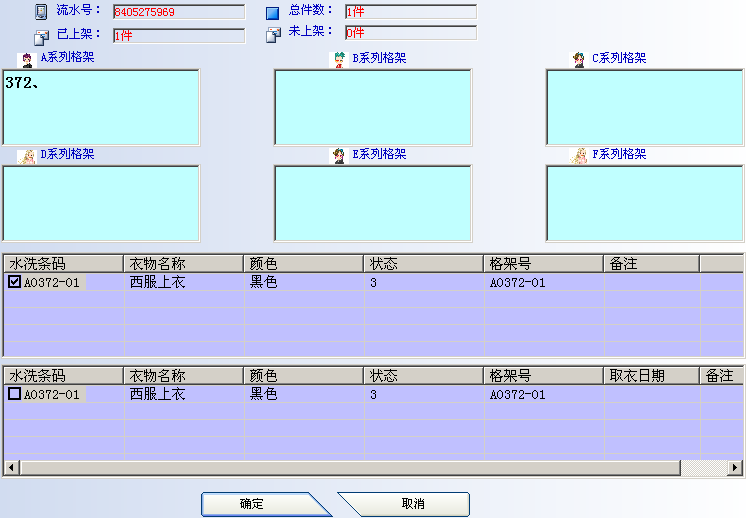 流水号： 8405275969 总件数： 1件
已上架： 1件 未上架： 0件
A系列格架 B系列格架 C系列格架
372、
D系列格架 E系列格架 F系列格架
水洗条码 衣物名称 颜色 状态 格架号 备注
A0372-01 西服上衣 黑色 3 A0372-01
水洗条码 衣物名称 颜色 状态 格架号 取衣日期 备注
A0372-01 西服上衣 黑色 3 A0372-01
确定 取消